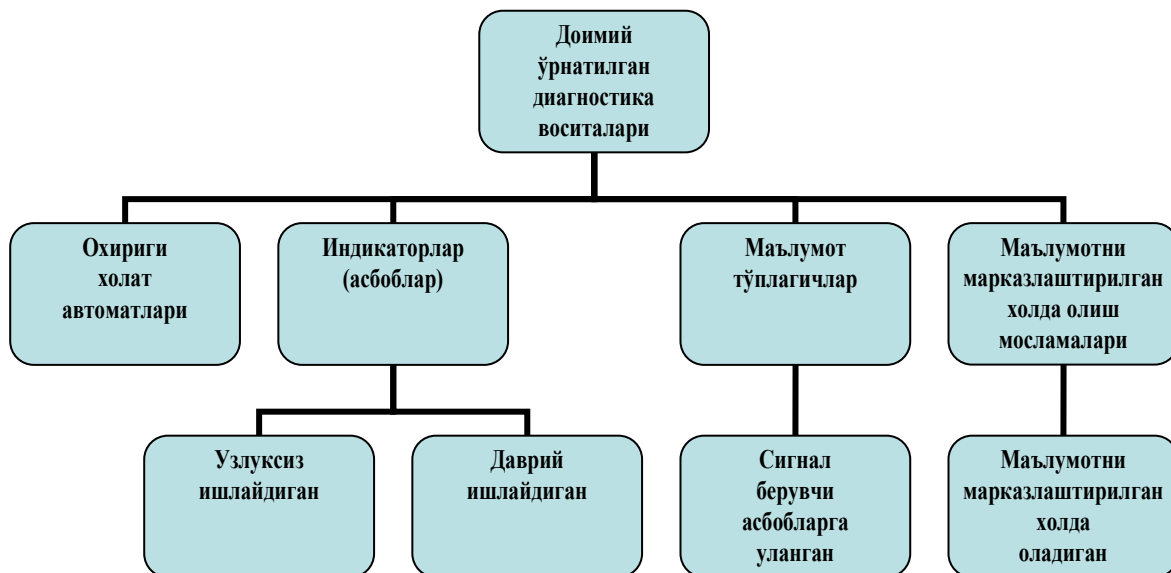 Доимий
ўрнатилган
диагностика
воситалари
Охириги
холат
автоматлари
Индикаторлар
(асбоблар)
Маълумот
тўплагичлар
Маълумотни
марказлаштирилган
холда олиш
мосламалари
Узлуксиз
ишлайдиган
Даврий
ишлайдиган
Сигнал
берувчи
асбобларга
уланган
Маълумотни
марказлаштирилган
холда
оладиган